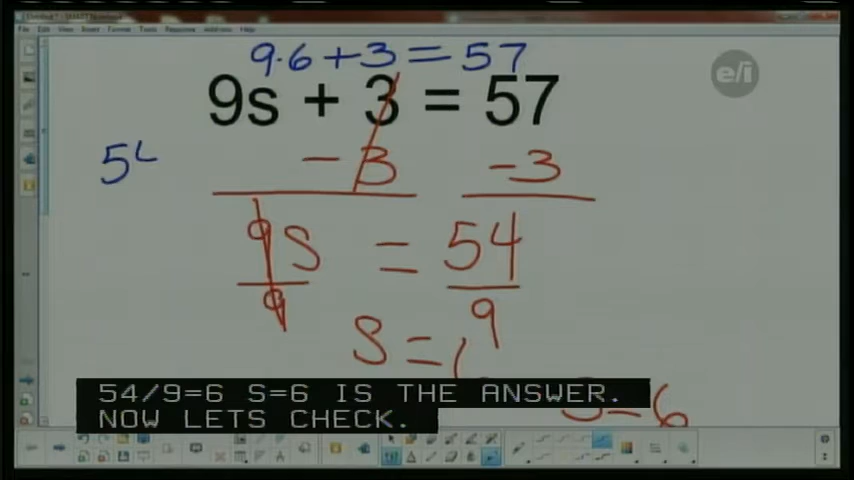 9·6+3=57
e/i
9s + 3 = 57
5
- 3 -3
9S = 54
9 9
S =
S=6
54/9=6 S=6 IS THE ANSWER.
NOW LETS CHECK.